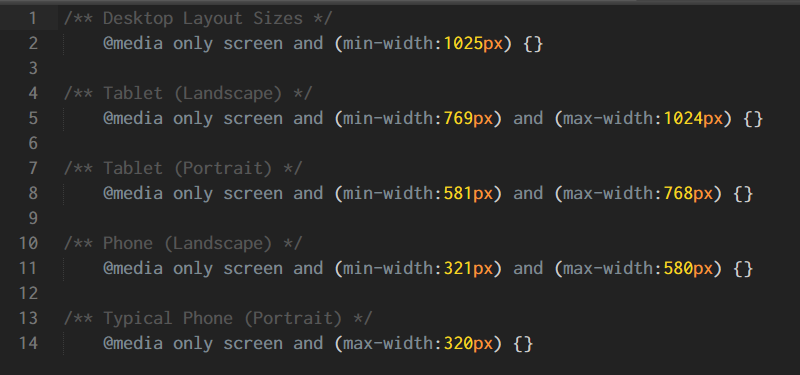 1 /** Desktop Layout Sizes */
2 @media only screen and (min-width:1025px) {}
3
4 /** Tablet (Landscape) */
5 @media only screen and (min-width:769px) and (max-width:1024px) {}
6
7 /** Tablet (Portrait) */
8 @media only screen and (min-width:581px) and (max-width:768px) {}
9
10 /** Phone (Landscape) */
11 @media only screen and (min-width:321px) and (max-width:580px) {}
12
13 /** Typical Phone (Portrait) */
14 @media only screen and (max-width:320px) {}